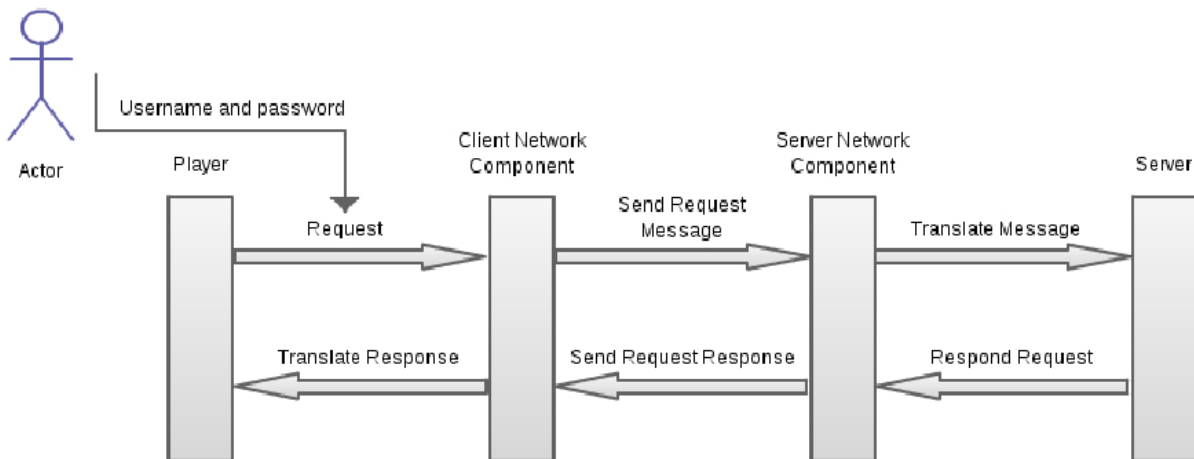 Username and password
Actor
Player
Client Network
Component
Server Network
Component
Server
Request
Send Request
Message
Translate Message
Translate Response
Send Request Response
Respond Request